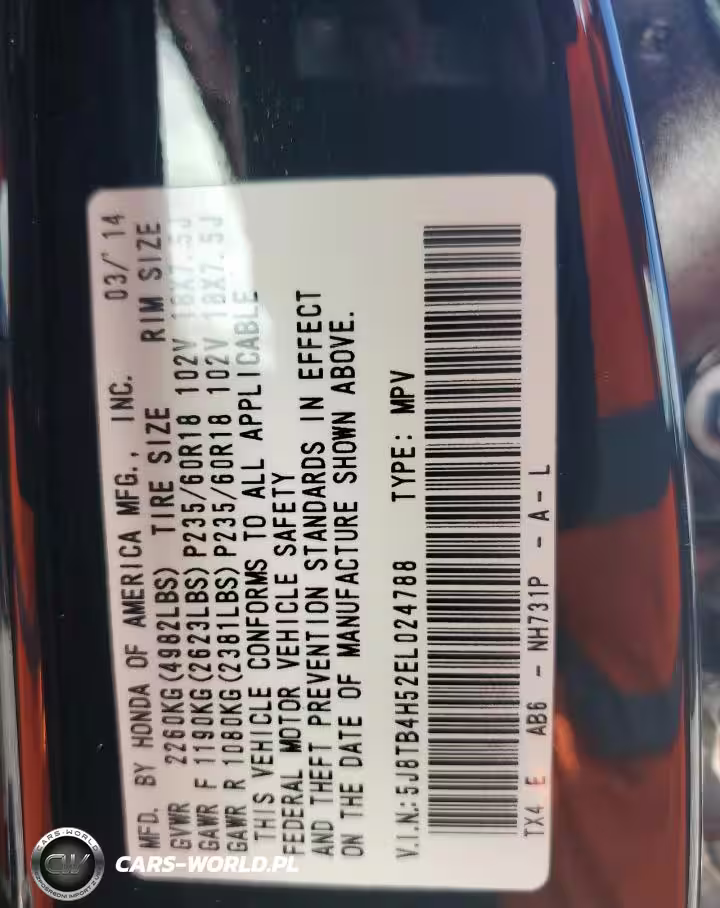 MFD. BY HONDA OF AMERICA MFG., INC. 03/'14
GVWR 2260KG(4982LBS) TIRE SIZE RIM SIZE
GAWR F 1190KG(2623LBS)P235/60R18 102V 18X7.5J
GAWR R 1080KG(2381LBS)P235/60R18 102V 18X7.5J
THIS VEHICLE CONFORMS TO ALL APPLICABLE
FEDERAL MOTOR VEHICLE SAFETY
AND THEFT PREVENTION STANDARDS IN EFFECT
ON THE DATE OF MANUFACTURE SHOWN ABOVE.
V.I.N.: 5J8TB4H52EL024788 TYPE: MPV
TX4 E AB6 - NH731P - A - L
CARS-WORLD
CW
CARS-WORLD.PL